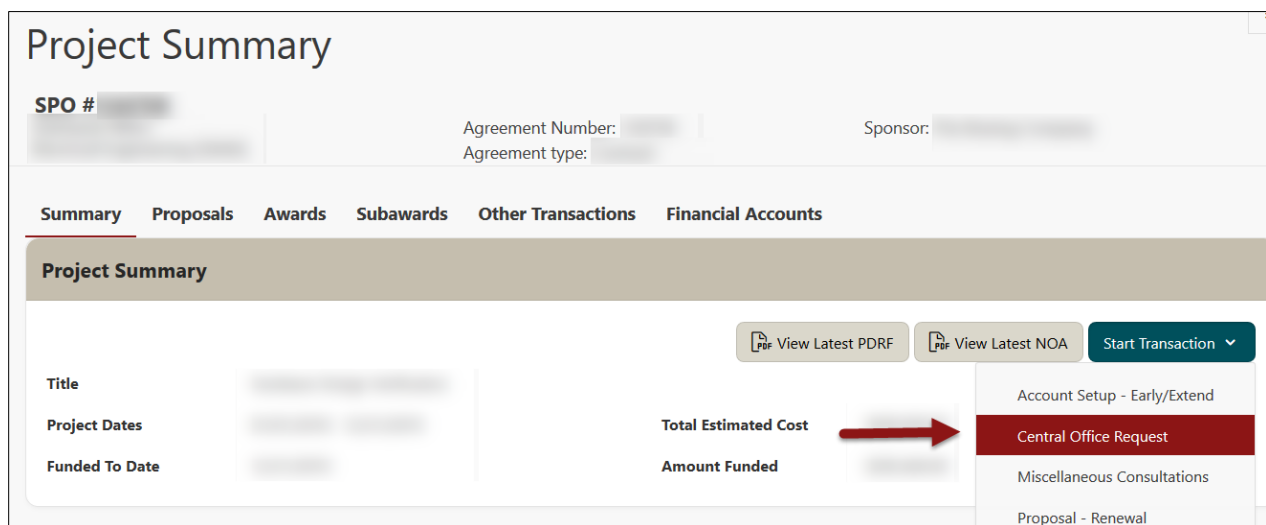 Project Summary
SPO #
Agreement Number:
Sponsor:
Agreement type:
Summary Proposals Awards Subawards Other Transactions Financial Accounts
Project Summary
PDF View Latest PDRF PDF View Latest NOA Start Transaction
Title
Account Setup - Early/Extend
Project Dates
Total Estimated Cost
Central Office Request
Funded To Date
Amount Funded
Miscellaneous Consultations
Proposal - Renewal